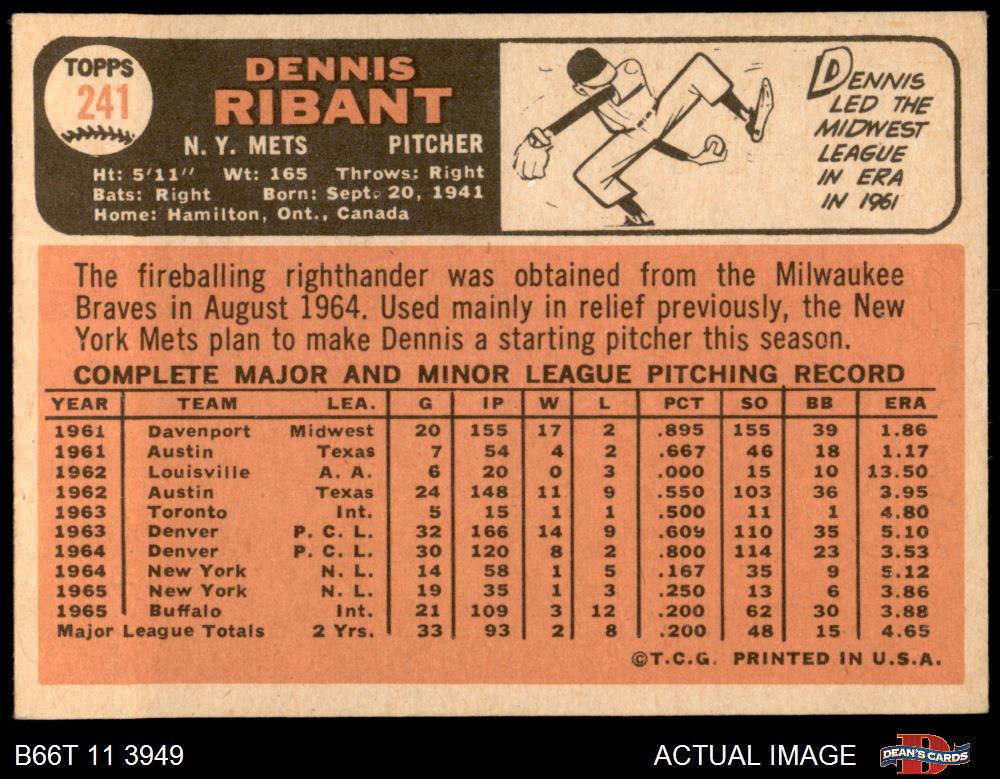 TOPPS
241
DENNIS
RIBANT
N. Y. METS PITCHER
Ht: 5'11" Wt: 165 Throws: Right
Bats: Right Born: Sept. 20, 1941
Home: Hamilton, Ont., Canada
DENNIS
LED THE
MIDWEST
LEAGUE
IN ERA
IN 1961
The fireballing righthander was obtained from the Milwaukee
Braves in August 1964. Used mainly in relief previously, the New
York Mets plan to make Dennis a starting pitcher this season.
COMPLETE MAJOR AND MINOR LEAGUE PITCHING RECORD
YEAR TEAM LEA. G IP W L PCT SO BB ERA
1961 Davenport Midwest 20 155 17 2 .895 155 39 1.86
1961 Austin Texas 7 54 4 2 .667 46 18 1.17
1962 Louisville A. A. 6 20 0 3 .000 15 10 13.50
1962 Austin Texas 24 148 11 9 .550 103 36 3.95
1963 Toronto Int. 5 15 1 1 .500 11 1 4.80
1963 Denver P. C. L. 32 166 14 9 .609 110 35 5.10
1964 Denver P. C. L. 30 120 8 2 .800 114 23 3.53
1964 New York N. L. 14 58 1 5 .167 35 9 5.12
1965 New York N. L. 19 35 1 3 .250 13 6 3.86
1965 Buffalo Int. 21 109 3 12 .200 62 30 3.88
Major League Totals 2 Yrs. 33 93 2 8 .200 48 15 4.65
©T.C.G. PRINTED IN U.S.A.
B66T 11 3949 ACTUAL IMAGE DEAN'S CARDS